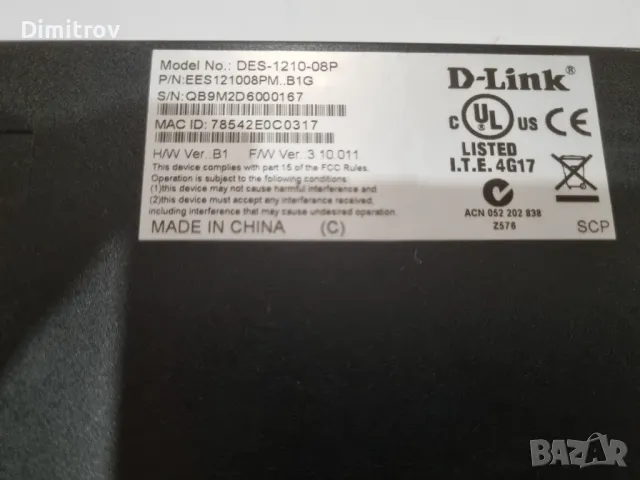 © Dimitrov
Model No.: DES-1210-08P
P/N:EES121008PM..B1G
S/N:QB9M2D6000167
MAC ID: 78542E0C0317
H/W Ver.:B1 F/W Ver.:3.10.011
This device complies with part 15 of the FCC Rules.
Operation is subject to the following conditions:
(1)this device may not cause harmful interference and
(2)this device must accept any interference received,
including interference that may cause undesired operation.
MADE IN CHINA (C)
D-Link®
C UL® US CE
LISTED
I.T.E. 4G17
ACN 052 202 838
Z576
SCP
BAZAR